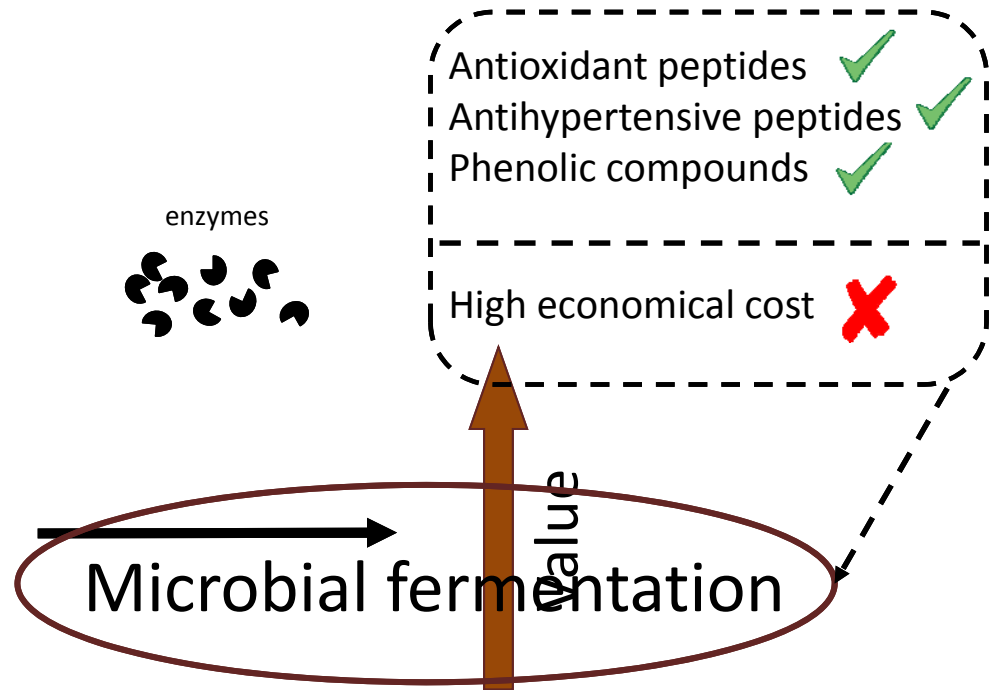 Antioxidant peptides
Antihypertensive peptides
Phenolic compounds
enzymes
High economical cost
Value
Microbial fermentation